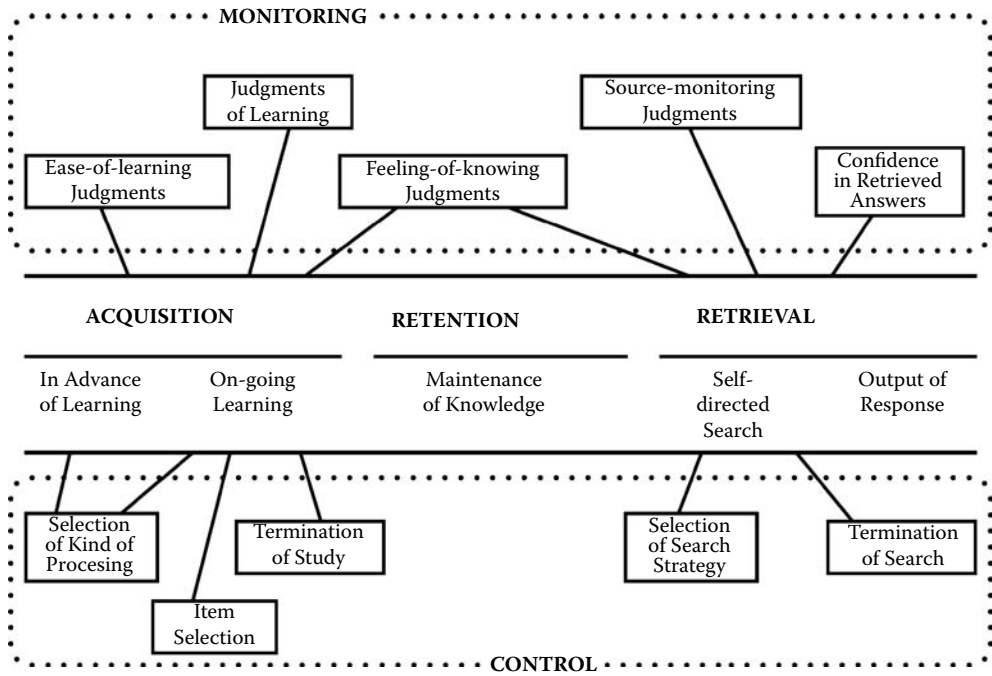 MONITORING
Judgments
of Learning
Source-monitoring
Judgments
Ease-of-learning
Judgments
Feeling-of-knowing
Judgments
Confidence
in Retrieved
Answers
ACQUISITION
RETENTION
RETRIEVAL
In Advance
of Learning
On-going
Learning
Maintenance
of Knowledge
Self-
directed
Search
Output of
Response
Selection
of Kind of
Procesing
Termination
of Study
Selection
of Search
Strategy
Termination
of Search
Item
Selection
CONTROL